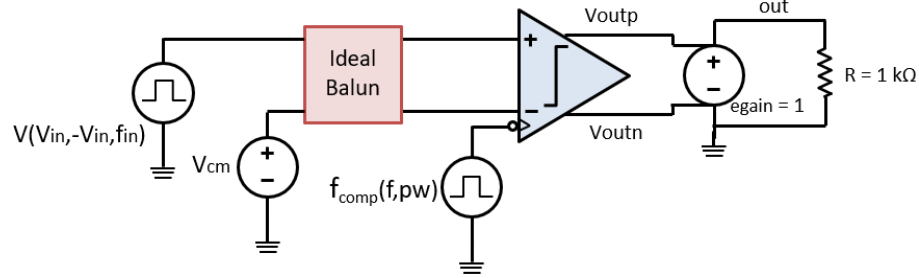 Voutp
out
Ideal
Balun
+
−
+
−
R = 1 kΩ
egain = 1
V(Vin,-Vin,fin)
Vcm
+
−
Voutn
fcomp(f,pw)